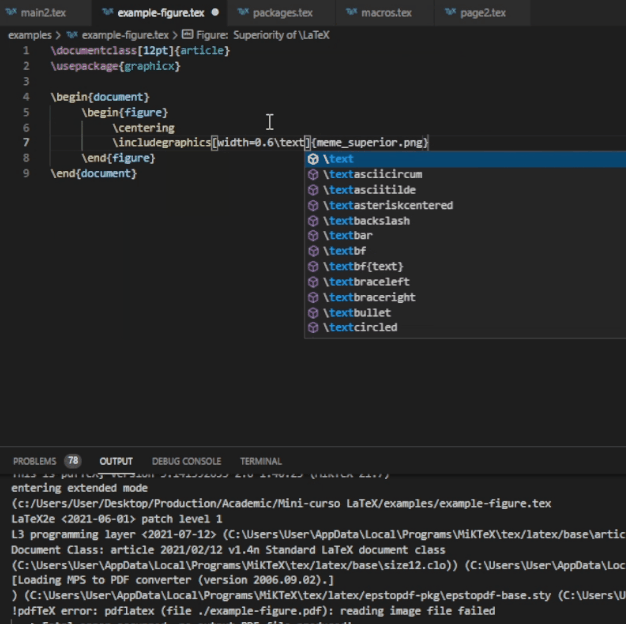 main2.tex example-figure.tex packages.tex macros.tex page2.tex
examples > example-figure.tex > Figure: Superiority of \LaTeX
1 \documentclass[12pt]{article}
2 \usepackage{graphicx}
3
4 \begin{document}
5 \begin{figure}
6 \centering
7 \includegraphics[width=0.6\text]{meme_superior.png}
8 \end{figure}
9 \end{document}
\text
\textasciicircum
\textasciitilde
\textasteriskcentered
\textbackslash
\textbar
\textbf
\textbf{text}
\textbraceleft
\textbraceright
\textbullet
\textcircled
PROBLEMS 78 OUTPUT DEBUG CONSOLE TERMINAL
entering extended mode
(c:/Users/User/Desktop/Production/Academic/Mini-curso LaTeX/examples/example-figure.tex
LaTeX2e <2021-06-01> patch level 1
L3 programming layer <2021-07-12> (C:\Users\User\AppData\Local\Programs\MiKTeX\tex/latex/base\artic
Document Class: article 2021/02/12 v1.4n Standard LaTeX document class
(C:\Users\User\AppData\Local\Programs\MiKTeX\tex/latex/base\size12.clo)) (C:\Users\User\AppData\Loc
[Loading MPS to PDF converter (version 2006.09.02).]
) (C:\Users\User\AppData\Local\Programs\MiKTeX\tex/latex/epstopdf-pkg\epstopdf-base.sty (C:\Users\U
!pdfTeX error: pdflatex (file ./example-figure.pdf): reading image file failed